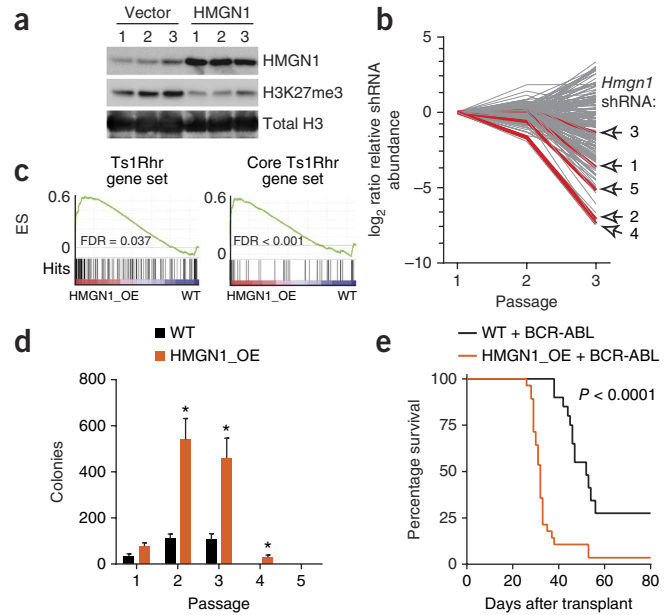 a
Vector HMGN1
1 2 3 1 2 3
HMGN1
H3K27me3
Total H3
b
log2 ratio relative shRNA
abundance
5
0
−5
−10
Hmgn1
shRNA:
3
1
5
2
4
1 2 3
Passage
c
Ts1Rhr
gene set
Core Ts1Rhr
gene set
ES
0.6
0
FDR = 0.037
Hits
HMGN1_OE WT
0.6
0
FDR < 0.001
HMGN1_OE WT
d
WT
HMGN1_OE
Colonies
800
600
400
200
0
* * *
1 2 3 4 5
Passage
e
WT + BCR-ABL
HMGN1_OE + BCR-ABL
P < 0.0001
Percentage survival
100
75
50
25
0
0 20 40 60 80
Days after transplant